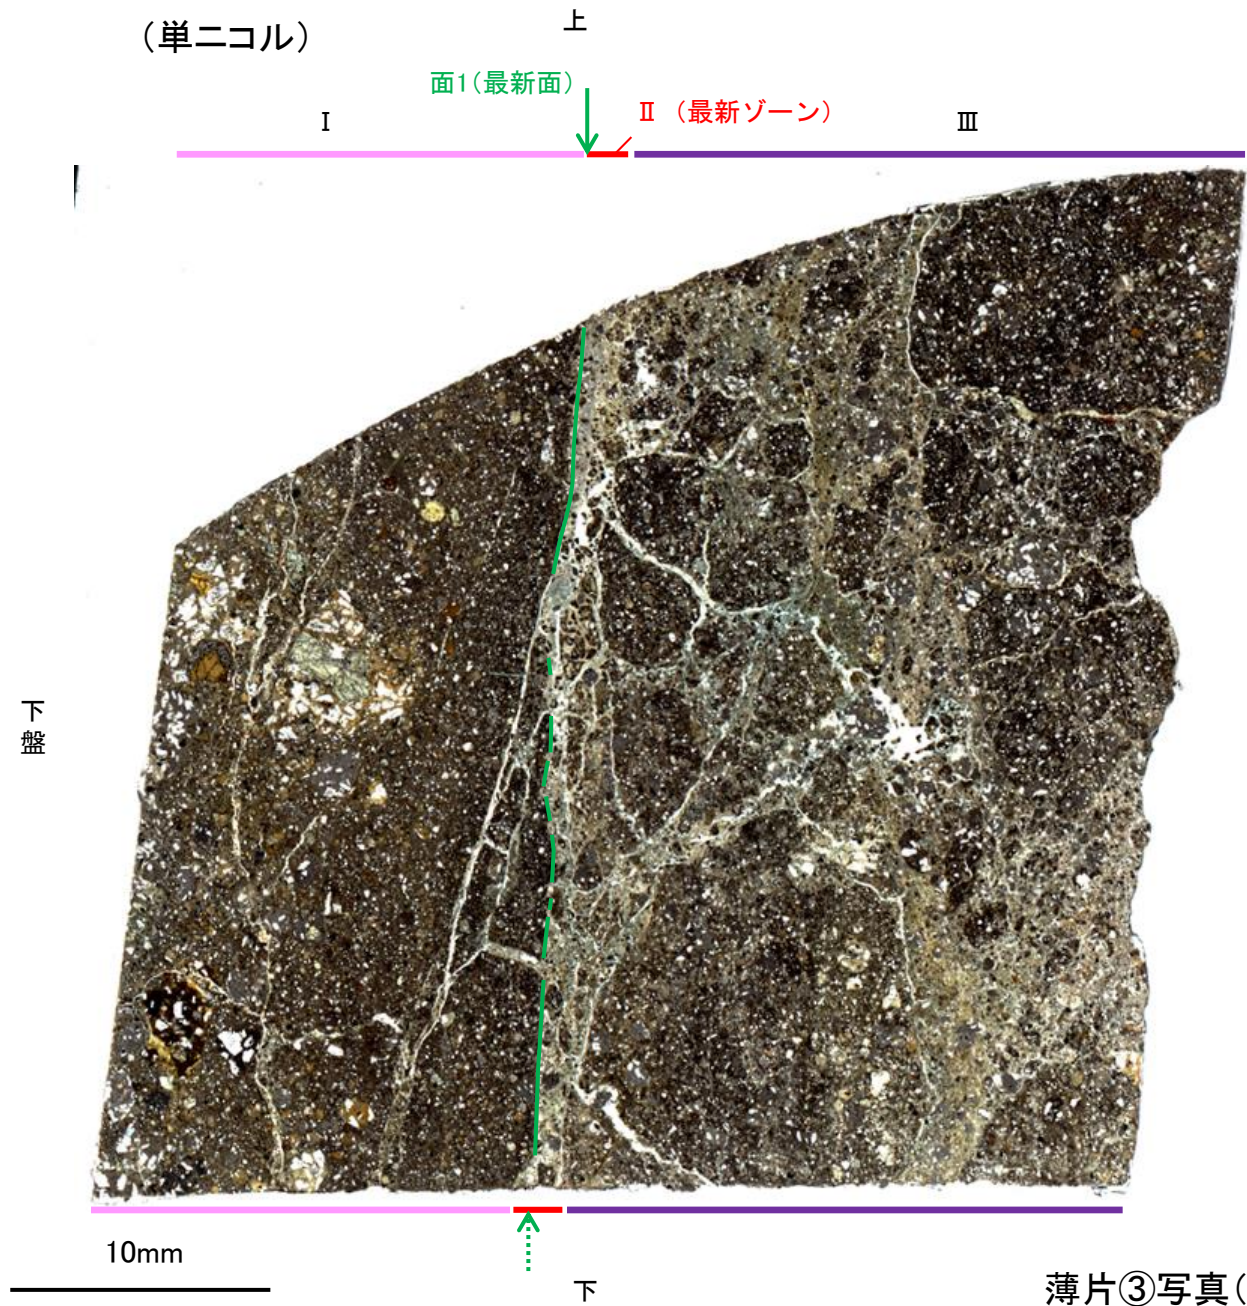 （単ニコル）
上
面1（最新面）
Ⅰ
Ⅱ （最新ゾーン）
Ⅲ
下盤
10mm
下
薄片③写真（